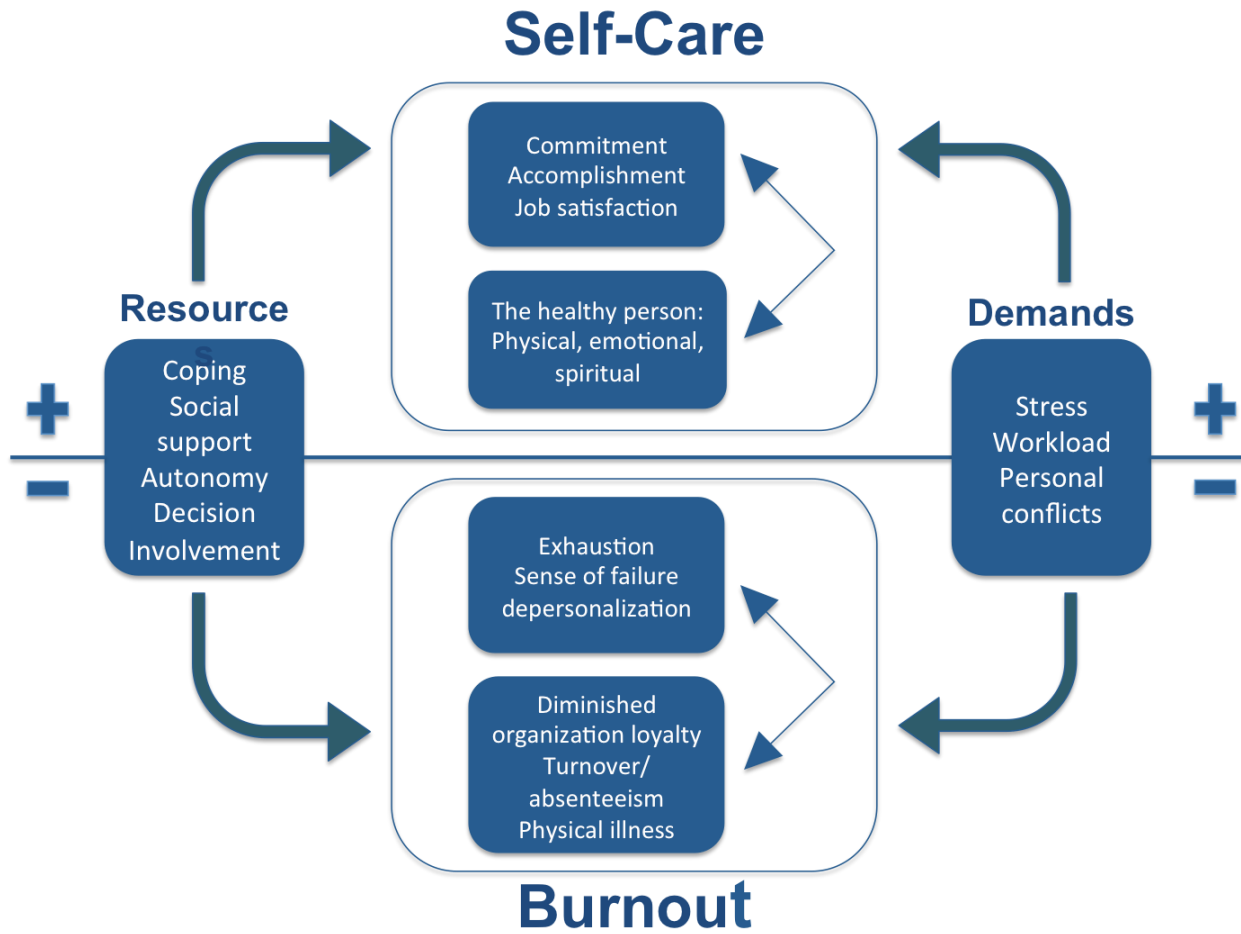 Self-Care
Commitment
Accomplishment
Job satisfaction
The healthy person:
Physical, emotional,
spiritual
Resource
s
Coping
Social
support
Autonomy
Decision
Involvement
Demands
Stress
Workload
Personal
conflicts
+
-
+
-
Exhaustion
Sense of failure
depersonalization
Diminished
organization loyalty
Turnover/
absenteeism
Physical illness
Burnout